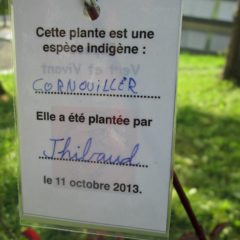 Cette plante est une
espèce indigène :
CORNOUILLER
Elle a été plantée par
Thibaud
le 11 octobre 2013.